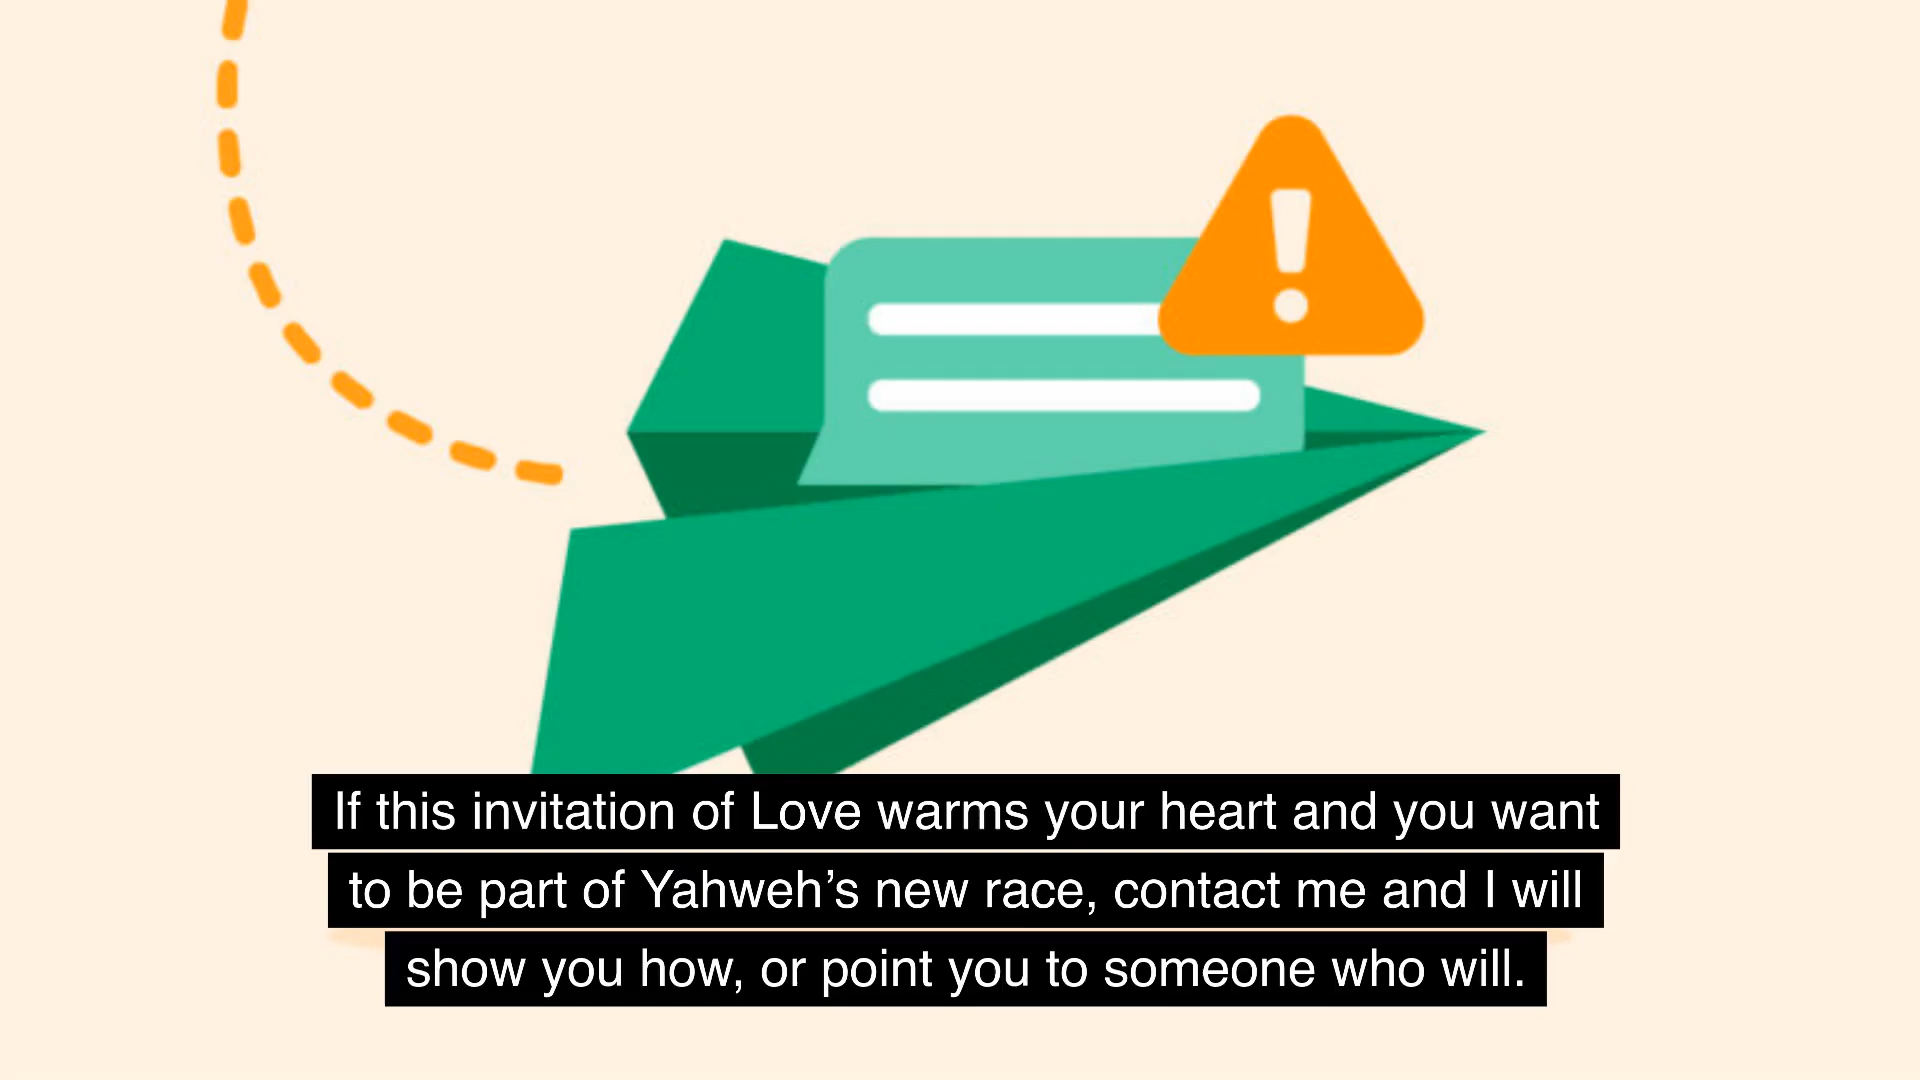 If this invitation of Love warms your heart and you want
to be part of Yahweh’s new race, contact me and I will
show you how, or point you to someone who will.